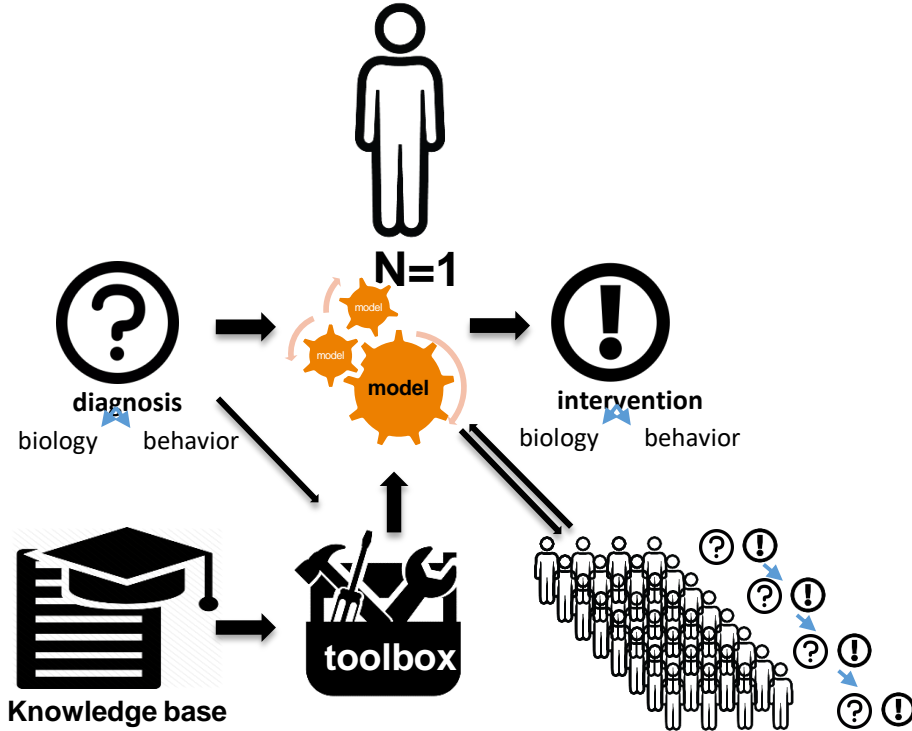 N=1
model
model
model
diagnosis
biology behavior
intervention
biology behavior
toolbox
Knowledge base